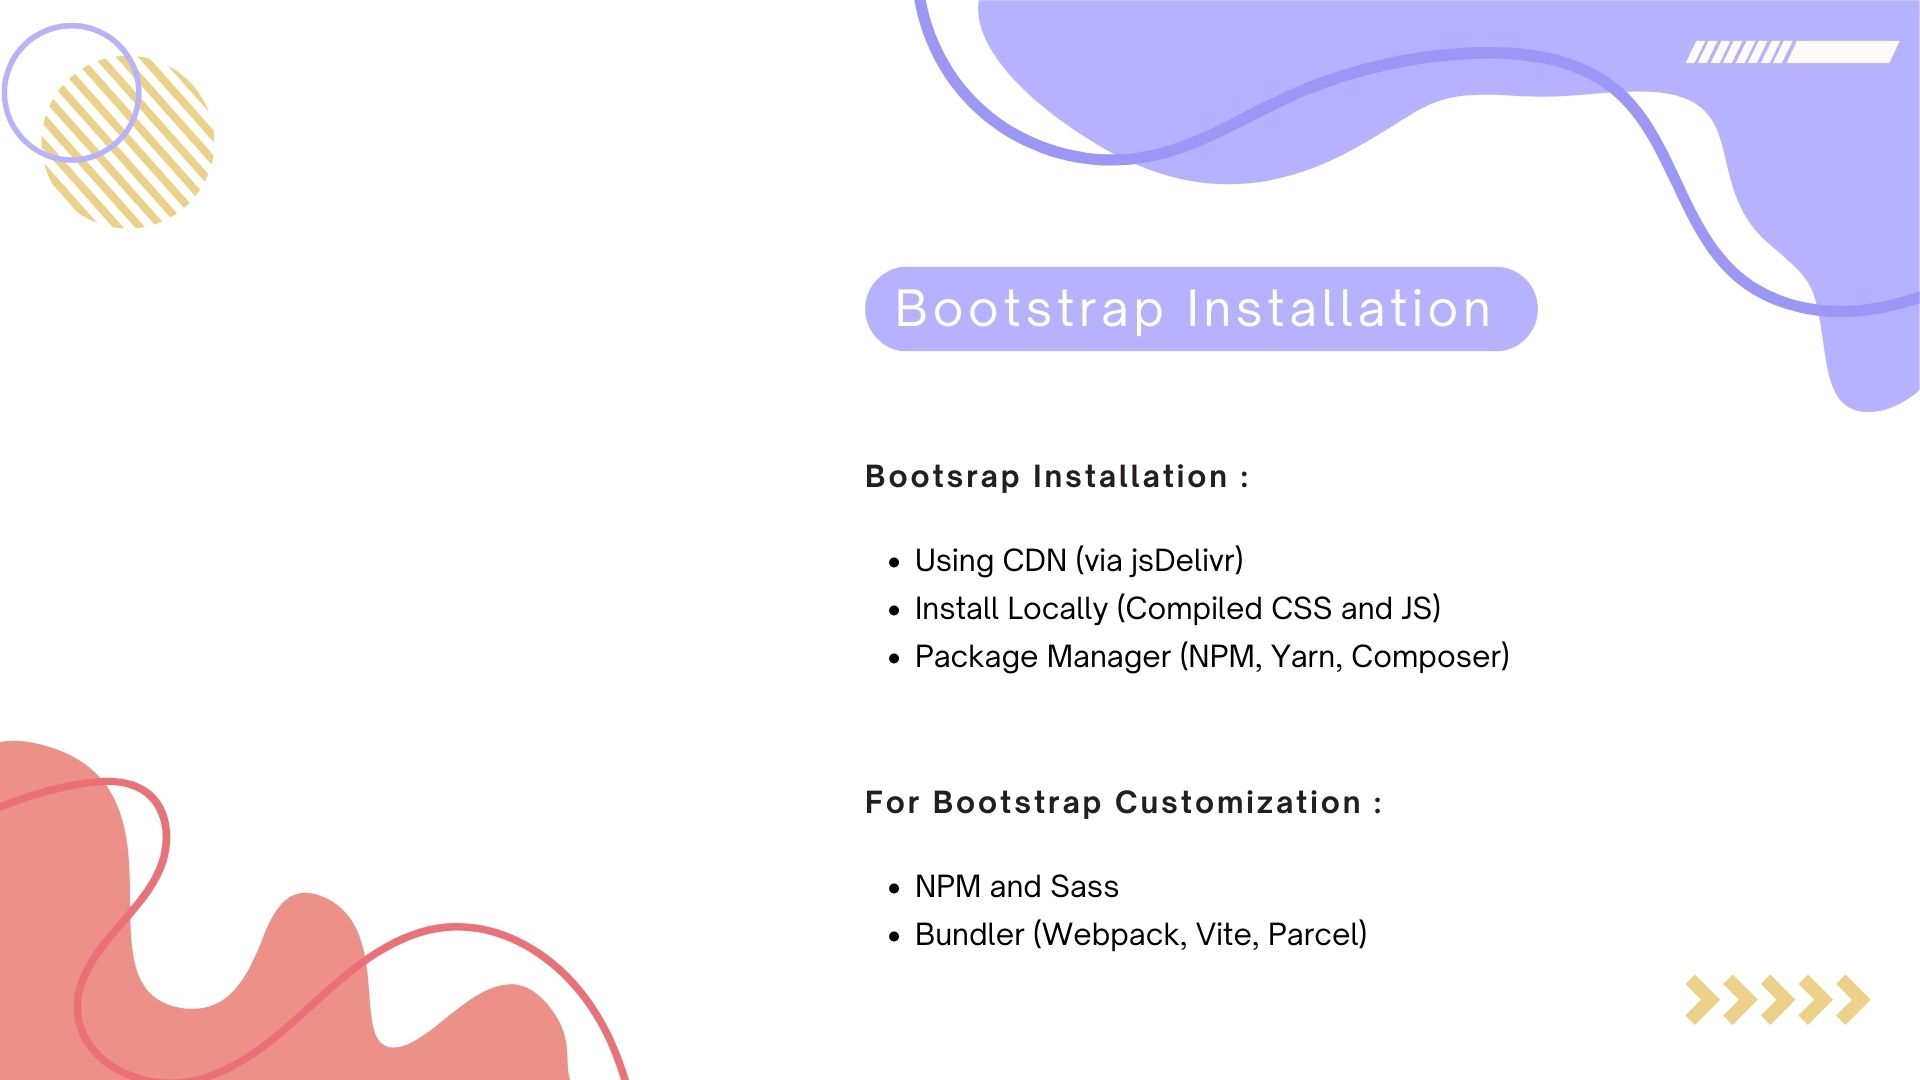 Bootstrap Installation
Bootsrap Installation :
• Using CDN (via jsDelivr)
• Install Locally (Compiled CSS and JS)
• Package Manager (NPM, Yarn, Composer)
For Bootstrap Customization :
• NPM and Sass
• Bundler (Webpack, Vite, Parcel)